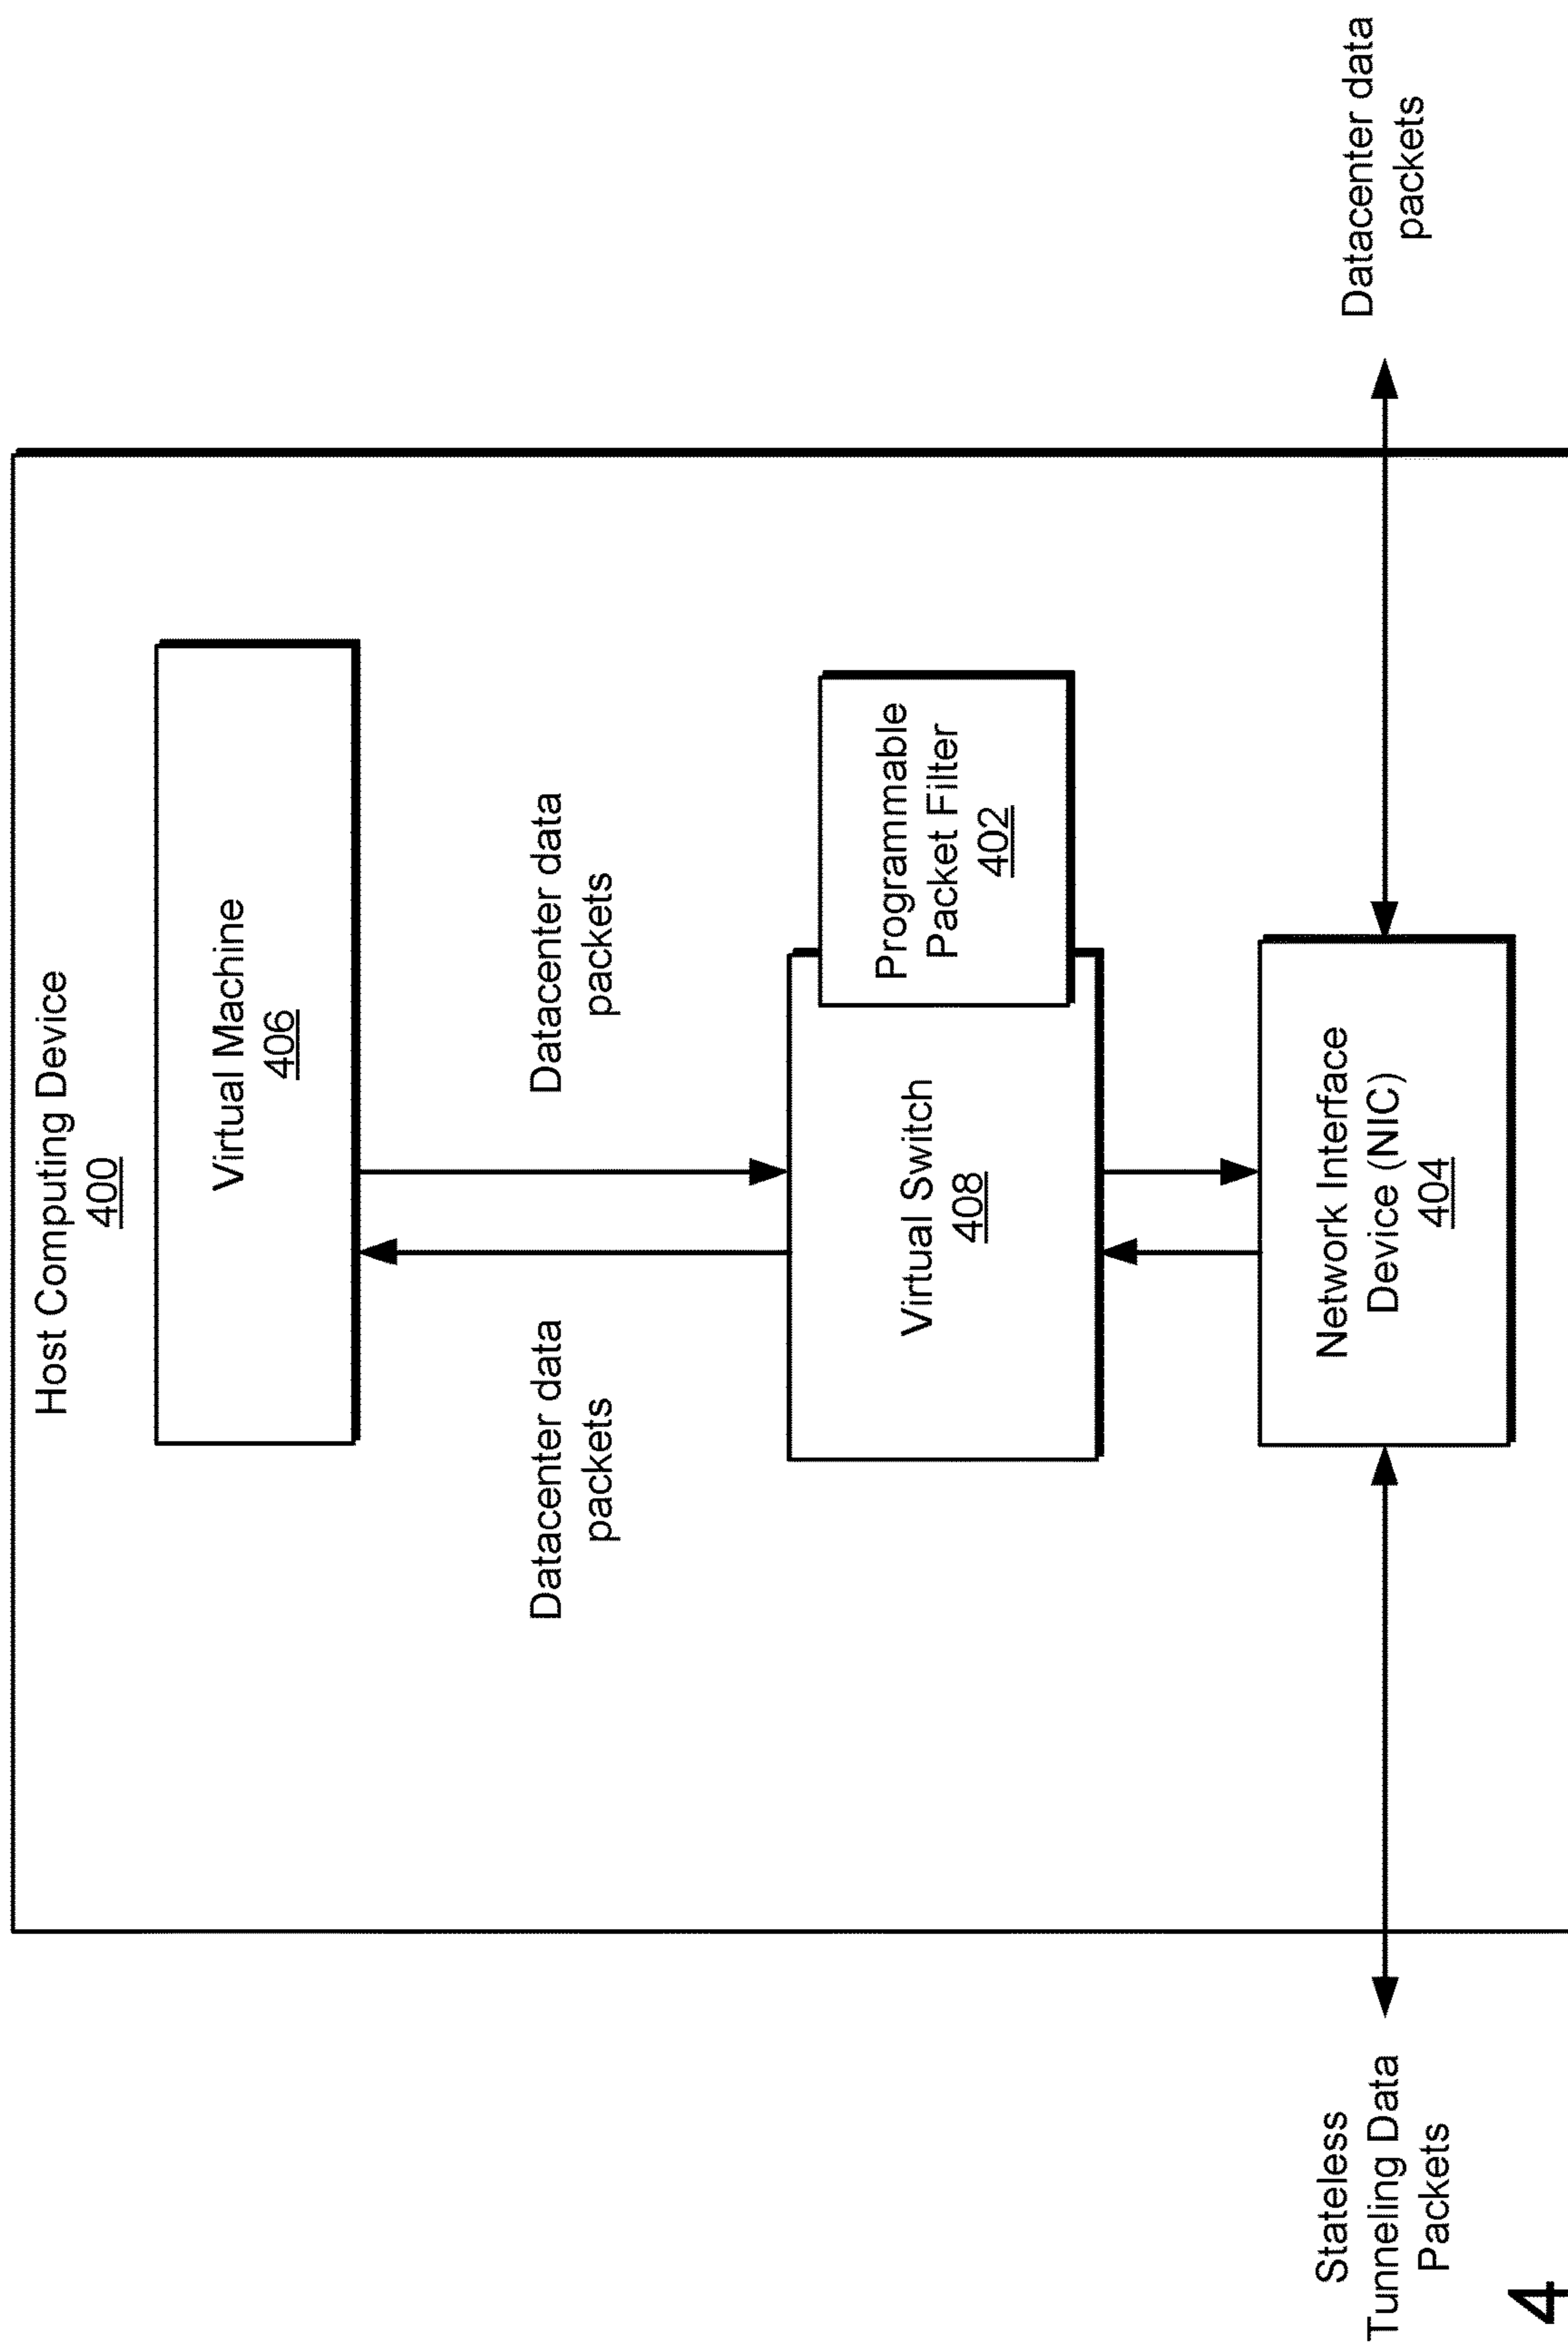 Host Computing Device
400
Virtual Machine
406
Datacenter data
packets
Datacenter data
packets
Virtual Switch
408
Programmable
Packet Filter
402
Network Interface
Device (NIC)
404
Stateless
Tunneling Data
Packets
Datacenter data
packets
4